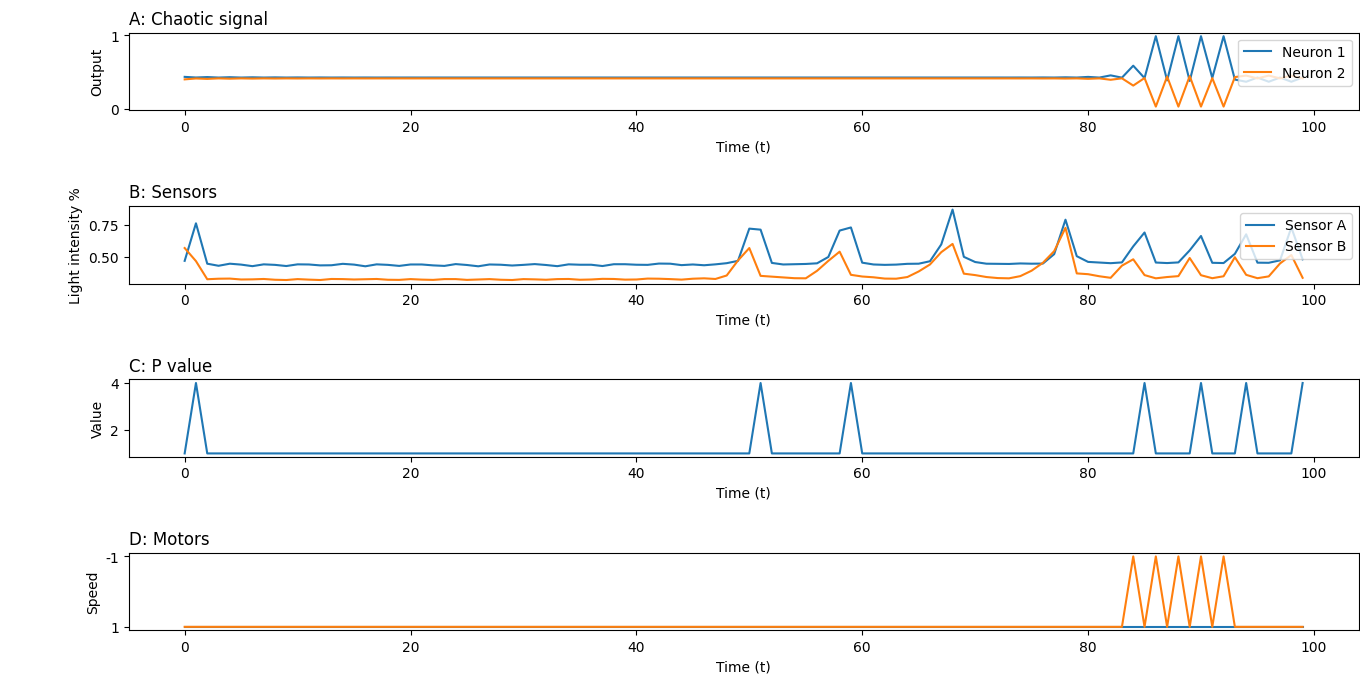 A: Chaotic signal
1
Output
0
Neuron 1
Neuron 2
0 20 40 60 80 100
Time (t)
B: Sensors
Light intensity %
0.75
0.50
Sensor A
Sensor B
0 20 40 60 80 100
Time (t)
C: P value
4
Value
2
0 20 40 60 80 100
Time (t)
D: Motors
-1
Speed
1
0 20 40 60 80 100
Time (t)